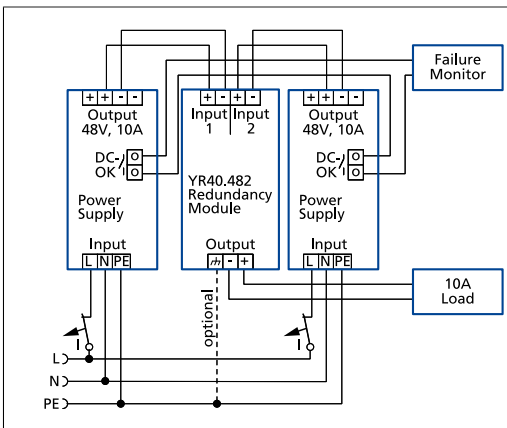 Failure
Monitor
+ + - -
Output
48V, 10A
DC-
OK
Power
Supply
Input
L N PE
+ - + -
Input Input
1 2
YR40.482
Redundancy
Module
Output
- +
+ + - -
Output
48V, 10A
DC-
OK
Power
Supply
Input
L N PE
10A
Load
optional
I
I
L
N
PE